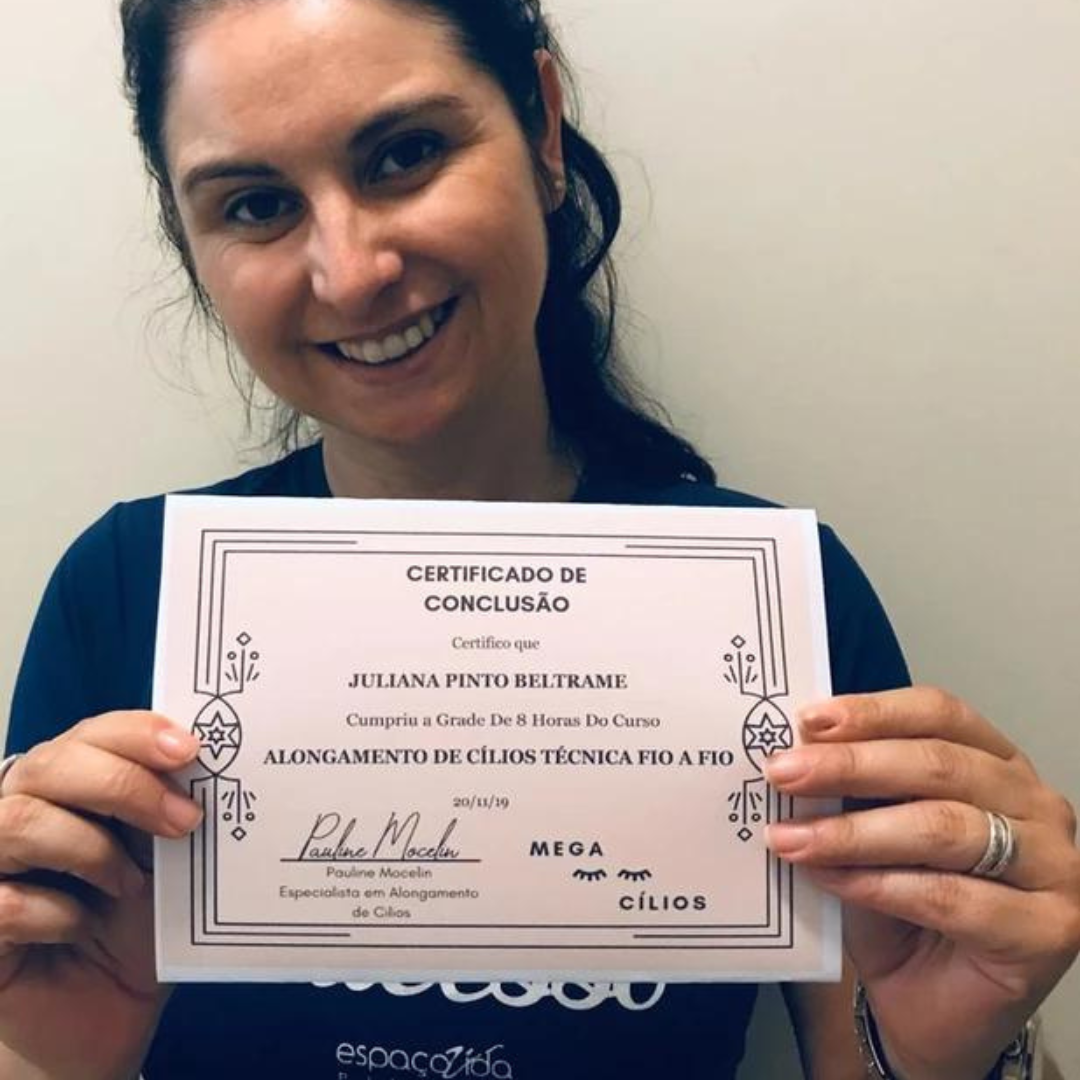 CERTIFICADO DE
CONCLUSÃO
Certifico que
JULIANA PINTO BELTRAME
Cumpriu a Grade De 8 Horas Do Curso
ALONGAMENTO DE CÍLIOS TÉCNICA FIO A FIO
20/11/19
Pauline Mocelin
Pauline Mocelin
Especialista em Alongamento
de Cilios
MEGA
CÍLIOS
espaçoVida